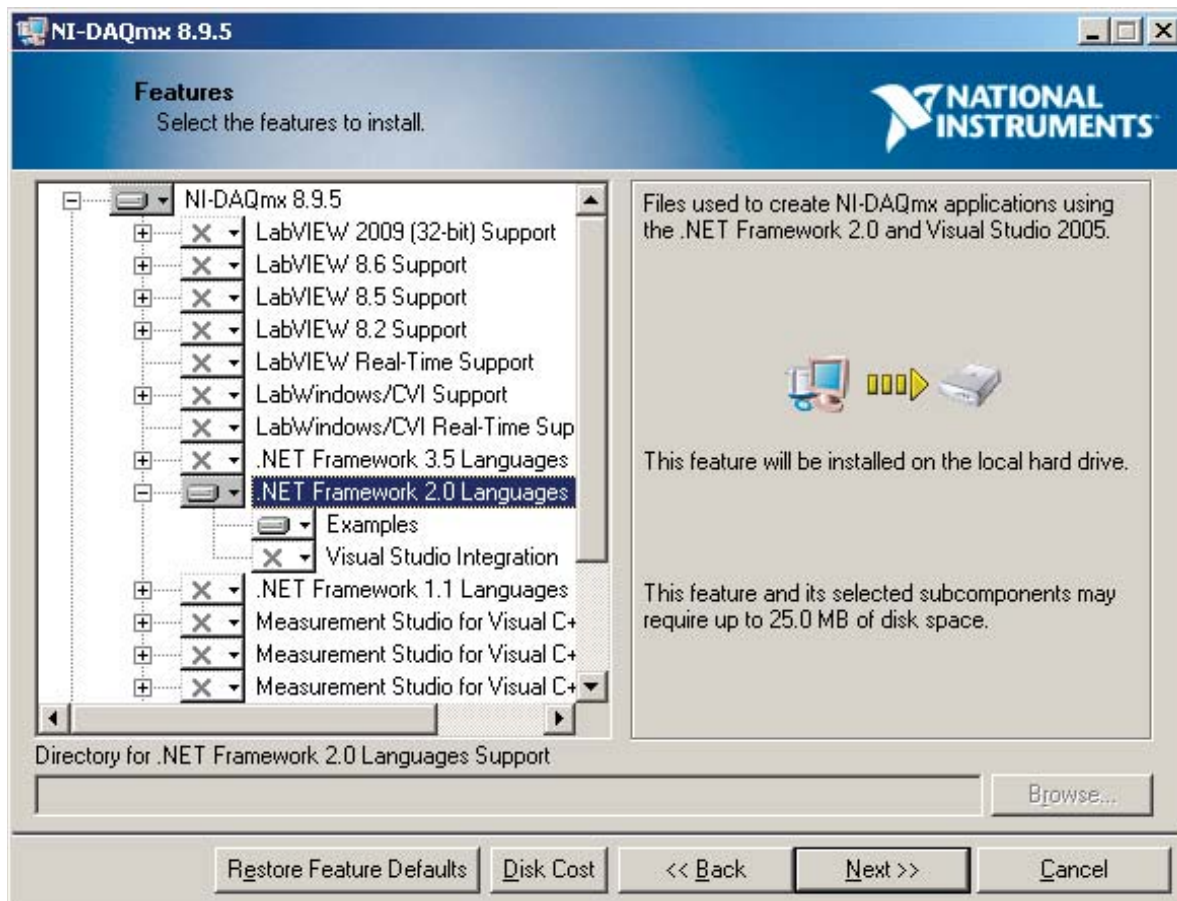 NI-DAQmx 8.9.5
Features
Select the features to install.
NATIONAL
INSTRUMENTS
NI-DAQmx 8.9.5
LabVIEW 2009 (32-bit) Support
LabVIEW 8.6 Support
LabVIEW 8.5 Support
LabVIEW 8.2 Support
LabVIEW Real-Time Support
LabWindows/CVI Support
LabWindows/CVI Real-Time Sup
.NET Framework 3.5 Languages
.NET Framework 2.0 Languages
Examples
Visual Studio Integration
.NET Framework 1.1 Languages
Measurement Studio for Visual C+
Measurement Studio for Visual C+
Measurement Studio for Visual C+
Files used to create NI-DAQmx applications using
the .NET Framework 2.0 and Visual Studio 2005.
This feature will be installed on the local hard drive.
This feature and its selected subcomponents may
require up to 25.0 MB of disk space.
Directory for .NET Framework 2.0 Languages Support
Browse...
Restore Feature Defaults
Disk Cost
<< Back
Next >>
Cancel